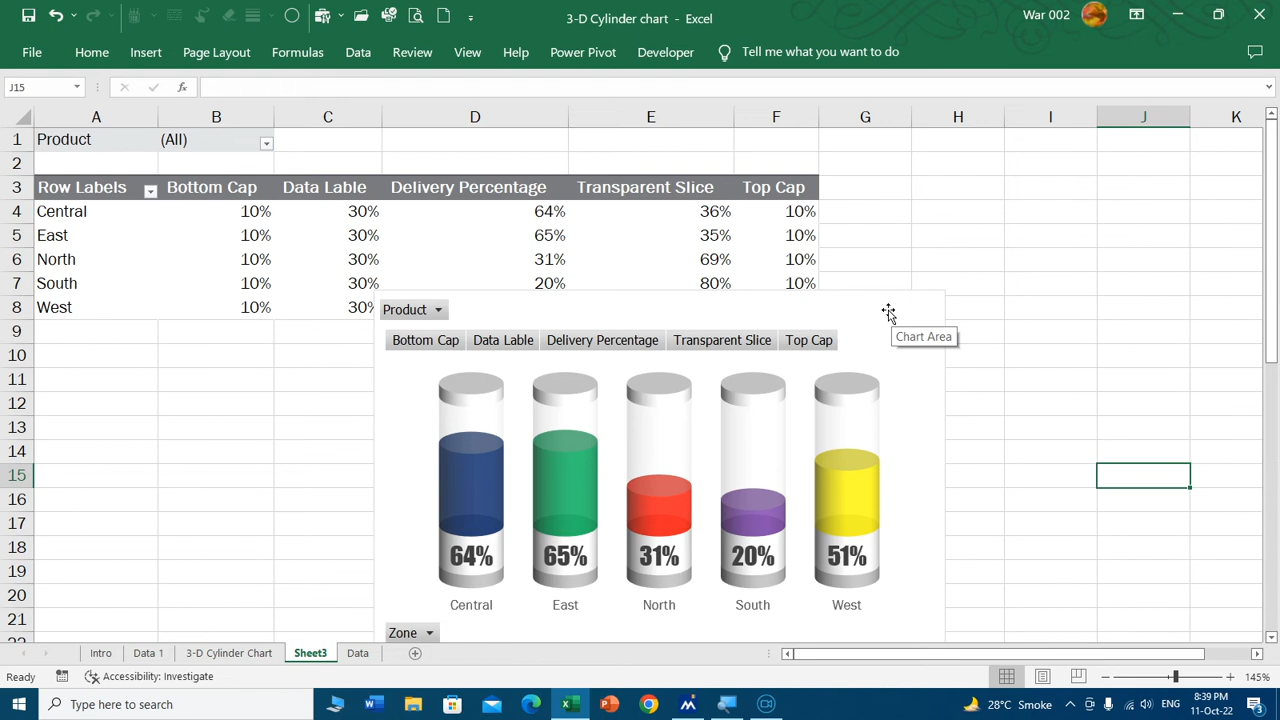 3-D Cylinder chart - Excel
War 002
File Home Insert Page Layout Formulas Data Review View Help Power Pivot Developer Tell me what you want to do
J15 fx
A B C D E F G H I J K
1 Product (All)
2
3 Row Labels Bottom Cap Data Lable Delivery Percentage Transparent Slice Top Cap
4 Central 10% 30% 64% 36% 10%
5 East 10% 30% 65% 35% 10%
6 North 10% 30% 31% 69% 10%
7 South 10% 30% 20% 80% 10%
8 West 10% 30%
Product
Chart Area
9
Bottom Cap Data Lable Delivery Percentage Transparent Slice Top Cap
10
11
12
13
14
15
16
17
18
64% 65% 31% 20% 51%
19
20
Central East North South West
21
Zone
22
Intro Data 1 3-D Cylinder Chart Sheet3 Data
Ready Accessibility: Investigate 145%
Type here to search
28°C Smoke
8:39 PM
11-Oct-22
3